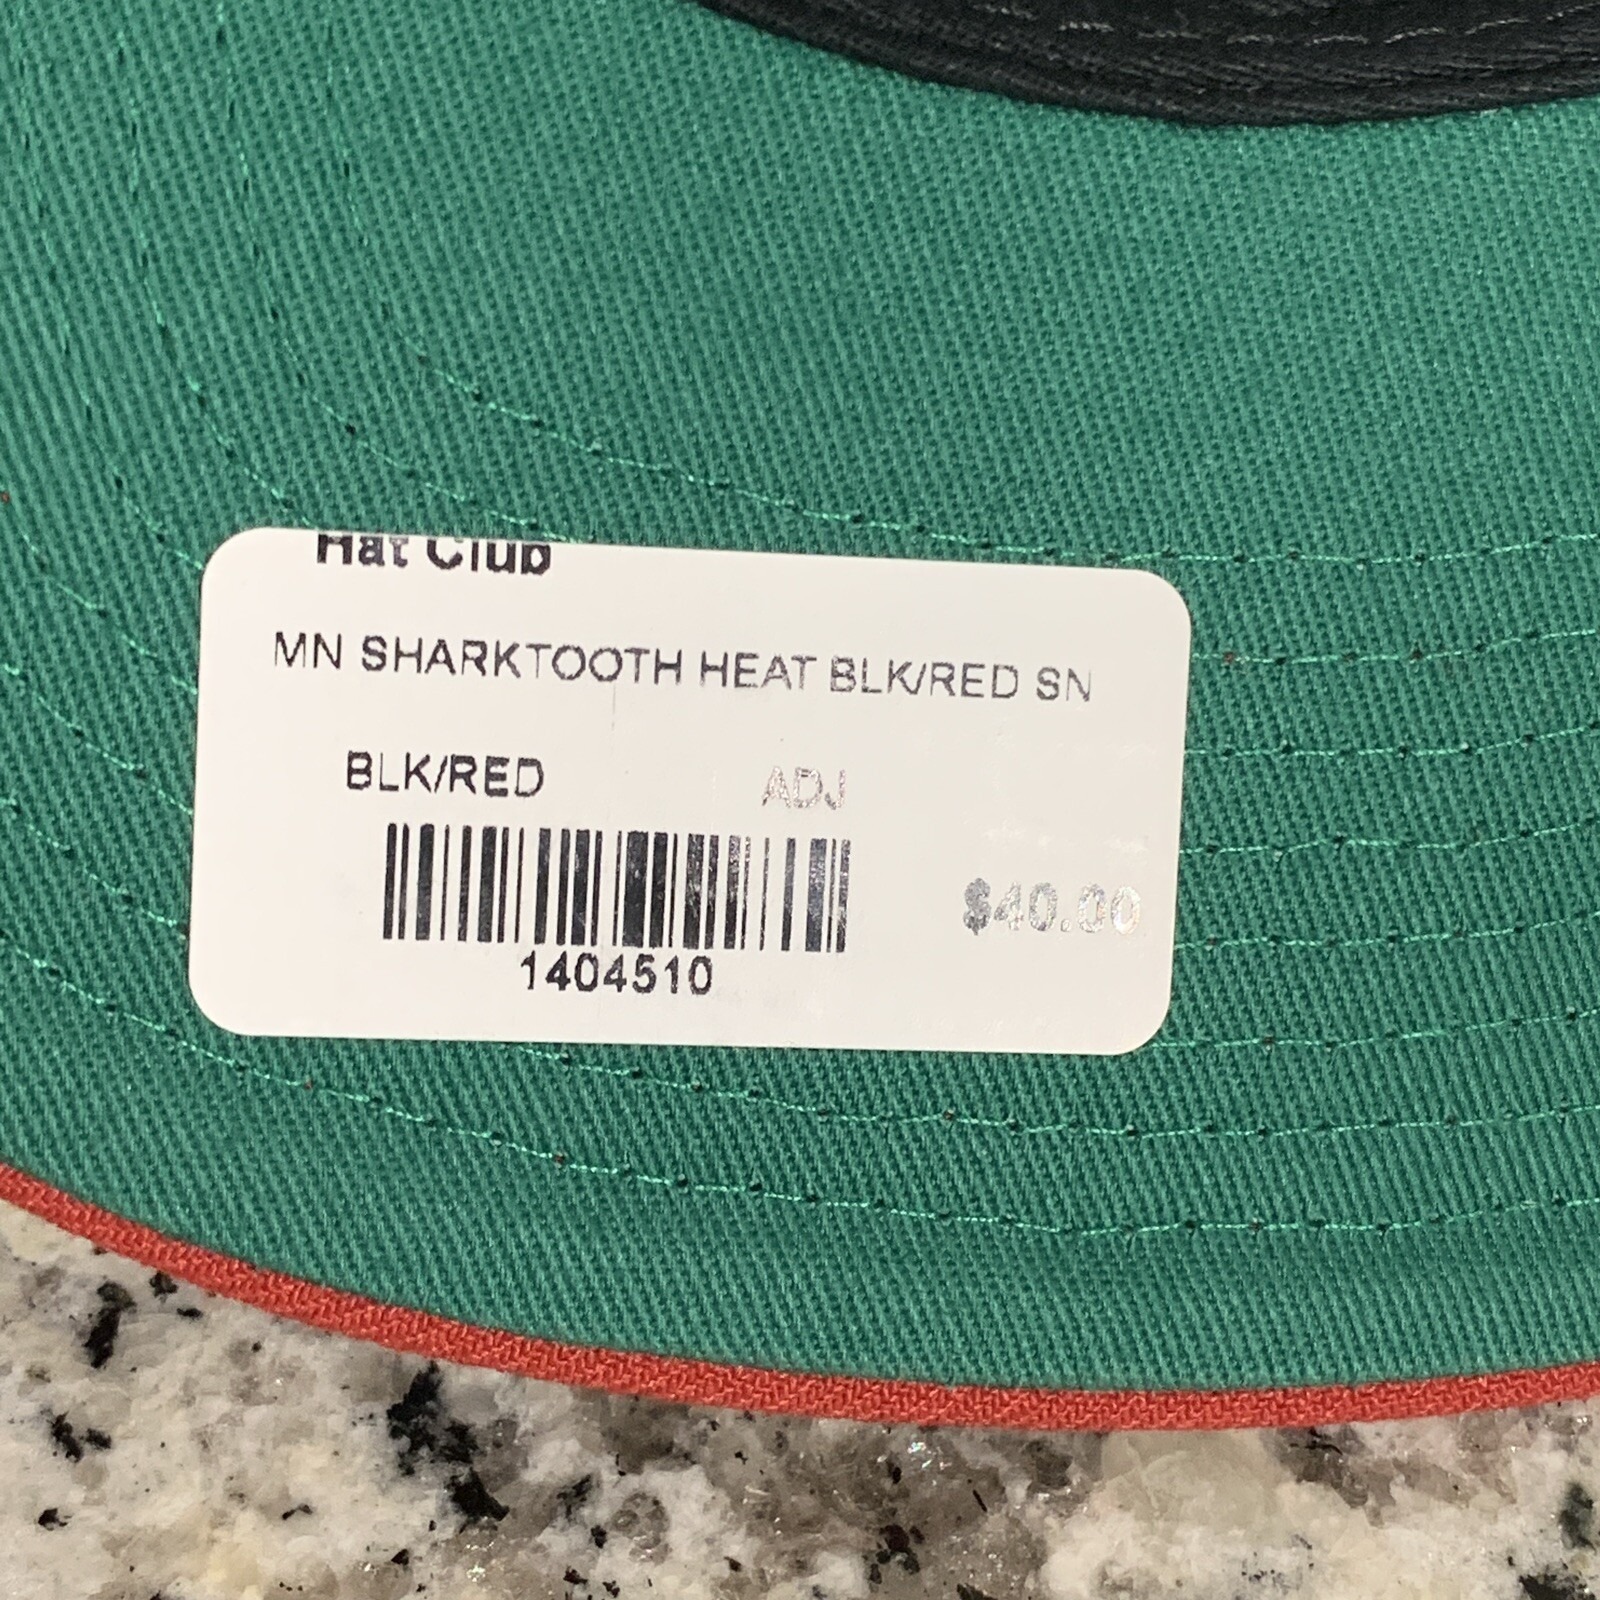 Hat Club
MN SHARKTOOTH HEAT BLK/RED SN
BLK/RED ADJ
$40.00
1404510